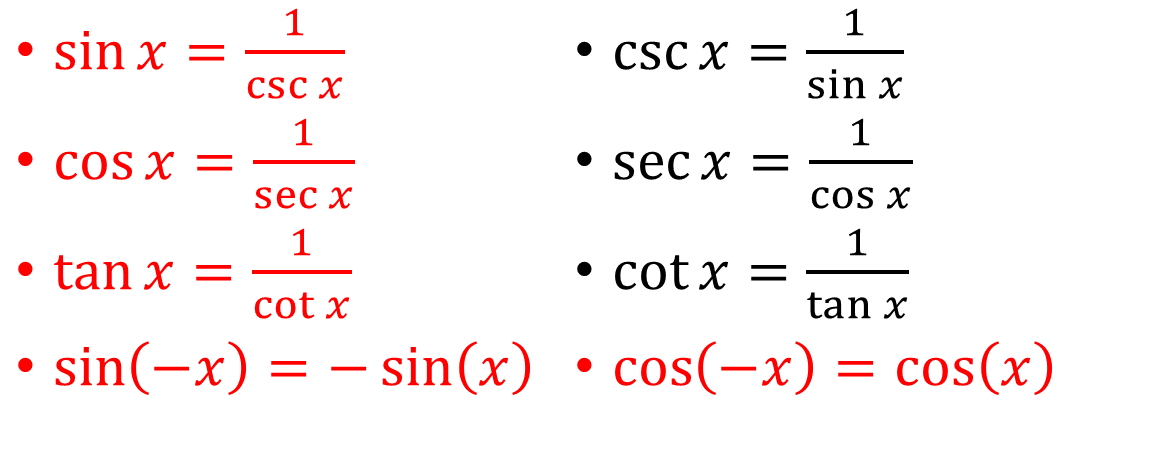 • sin x = 1/csc x • csc x = 1/sin x
• cos x = 1/sec x • sec x = 1/cos x
• tan x = 1/cot x • cot x = 1/tan x
• sin(−x) = − sin(x) • cos(−x) = cos(x)